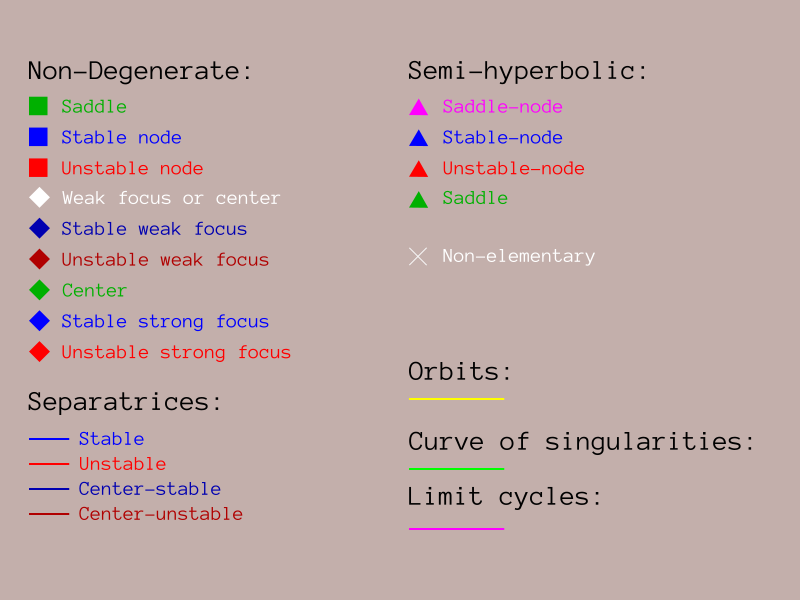 Non-Degenerate:
Saddle
Stable node
Unstable node
Weak focus or center
Stable weak focus
Unstable weak focus
Center
Stable strong focus
Unstable strong focus
Separatrices:
Stable
Unstable
Center-stable
Center-unstable
Semi-hyperbolic:
Saddle-node
Stable-node
Unstable-node
Saddle
Non-elementary
Orbits:
Curve of singularities:
Limit cycles: